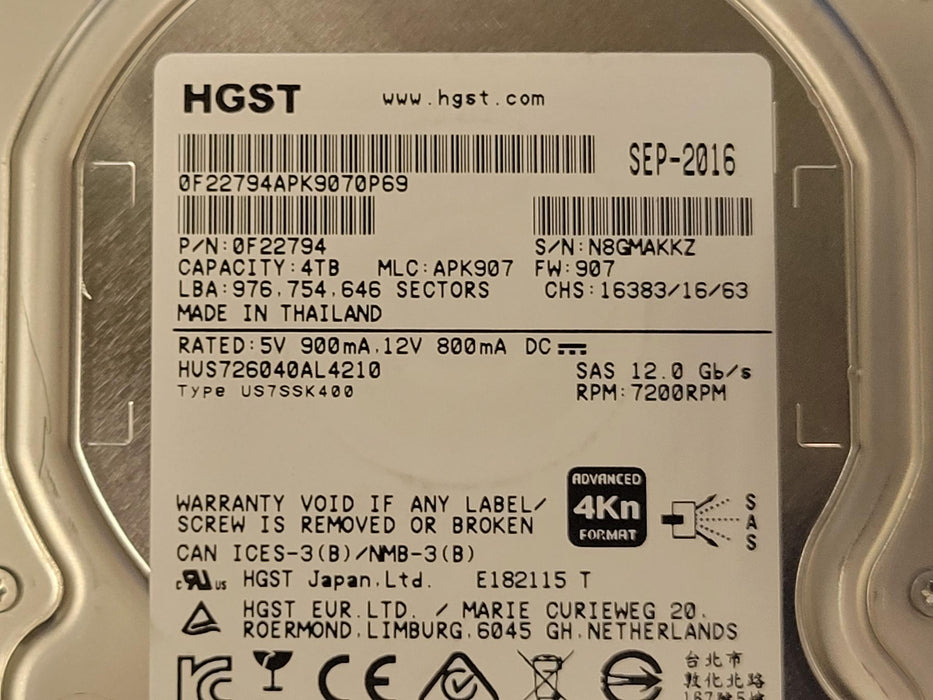 HGST www.hgst.com
SEP-2016
0F22794APK9070P69
P/N:0F22794 S/N:N8GMAKKZ
CAPACITY:4TB MLC:APK907 FW:907
LBA:976,754,646 SECTORS CHS:16383/16/63
MADE IN THAILAND
RATED:5V 900mA,12V 800mA DC
HUS726040AL4210 SAS 12.0 Gb/s
Type US7SSK400 RPM:7200RPM
ADVANCED
4Kn
FORMAT
SAS
WARRANTY VOID IF ANY LABEL/
SCREW IS REMOVED OR BROKEN
CAN ICES-3(B)/NMB-3(B)
c RU us HGST Japan,Ltd. E182115 T
HGST EUR.LTD. / MARIE CURIEWEG 20,
ROERMOND,LIMBURG,6045 GH,NETHERLANDS
CE
台北市
敦化北路